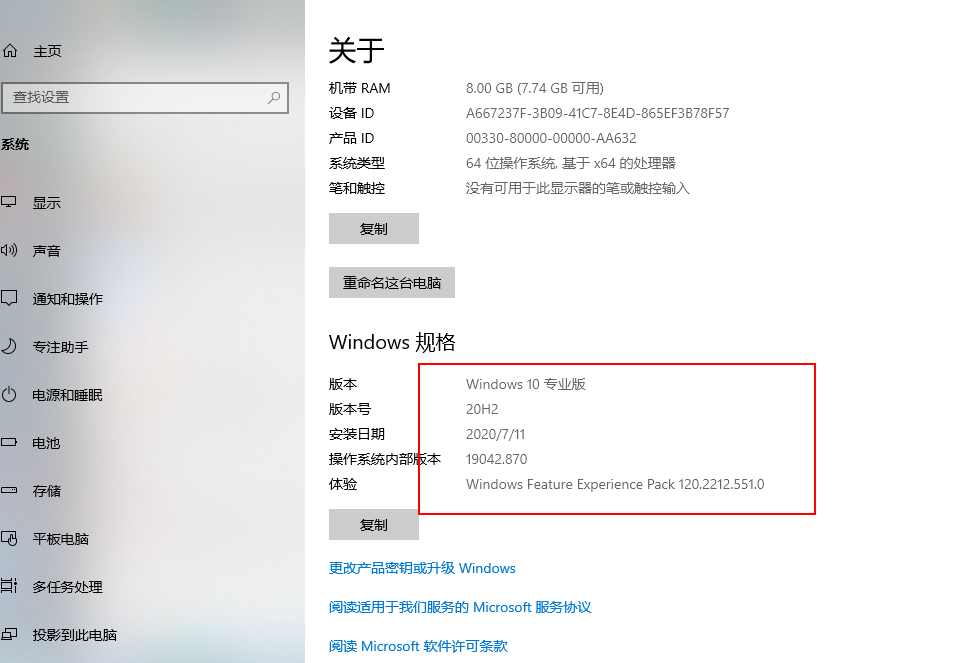 主页
查找设置
系统
显示
声音
通知和操作
专注助手
电源和睡眠
电池
存储
平板电脑
多任务处理
投影到此电脑
关于
机带 RAM 8.00 GB (7.74 GB 可用)
设备 ID A667237F-3B09-41C7-8E4D-865EF3B78F57
产品 ID 00330-80000-00000-AA632
系统类型 64 位操作系统, 基于 x64 的处理器
笔和触控 没有可用于此显示器的笔或触控输入
复制
重命名这台电脑
Windows 规格
版本 Windows 10 专业版
版本号 20H2
安装日期 2020/7/11
操作系统内部版本 19042.870
体验 Windows Feature Experience Pack 120.2212.551.0
复制
更改产品密钥或升级 Windows
阅读适用于我们服务的 Microsoft 服务协议
阅读 Microsoft 软件许可条款